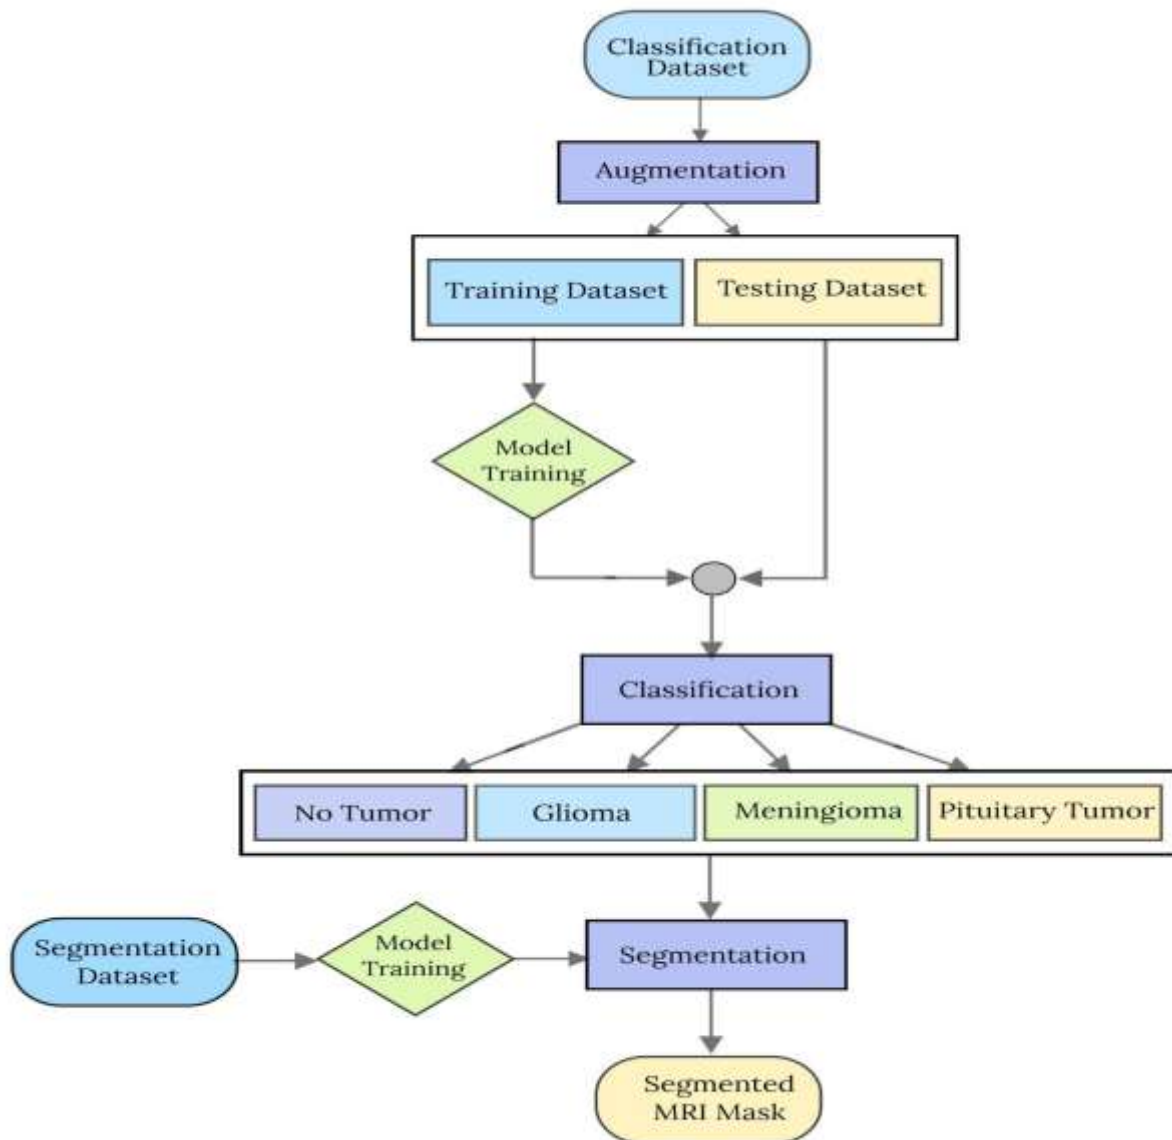 Classification
Dataset
Augmentation
Training Dataset
Testing Dataset
Model
Training
Classification
No Tumor
Glioma
Meningioma
Pituitary Tumor
Segmentation
Dataset
Model
Training
Segmentation
Segmented
MRI Mask